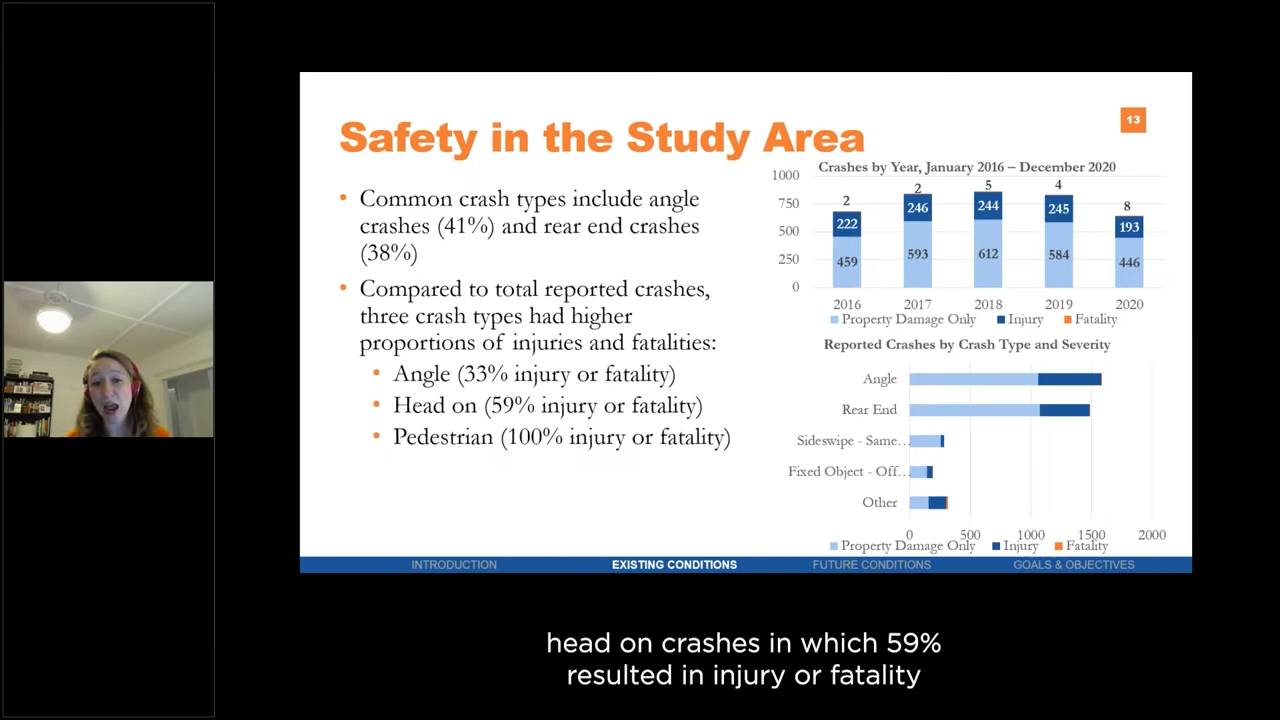 Safety in the Study Area
13
• Common crash types include angle
crashes (41%) and rear end crashes
(38%)
• Compared to total reported crashes,
three crash types had higher
proportions of injuries and fatalities:
• Angle (33% injury or fatality)
• Head on (59% injury or fatality)
• Pedestrian (100% injury or fatality)
Crashes by Year, January 2016 – December 2020
1000
750
500
250
0
2 2 5 4 8
222 246 244 245 193
459 593 612 584 446
2016 2017 2018 2019 2020
Property Damage Only Injury Fatality
Reported Crashes by Crash Type and Severity
Angle
Rear End
Sideswipe - Same…
Fixed Object - Off…
Other
0 500 1000 1500 2000
Property Damage Only Injury Fatality
INTRODUCTION EXISTING CONDITIONS FUTURE CONDITIONS GOALS & OBJECTIVES
head on crashes in which 59%
resulted in injury or fatality